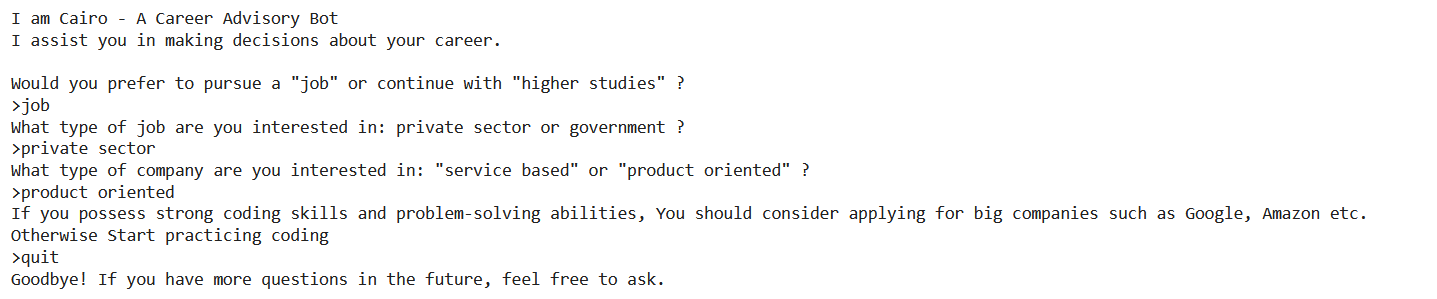 I am Cairo - A Career Advisory Bot
I assist you in making decisions about your career.
Would you prefer to pursue a "job" or continue with "higher studies" ?
>job
What type of job are you interested in: private sector or government ?
>private sector
What type of company are you interested in: "service based" or "product oriented" ?
>product oriented
If you possess strong coding skills and problem-solving abilities, You should consider applying for big companies such as Google, Amazon etc.
Otherwise Start practicing coding
>quit
Goodbye! If you have more questions in the future, feel free to ask.